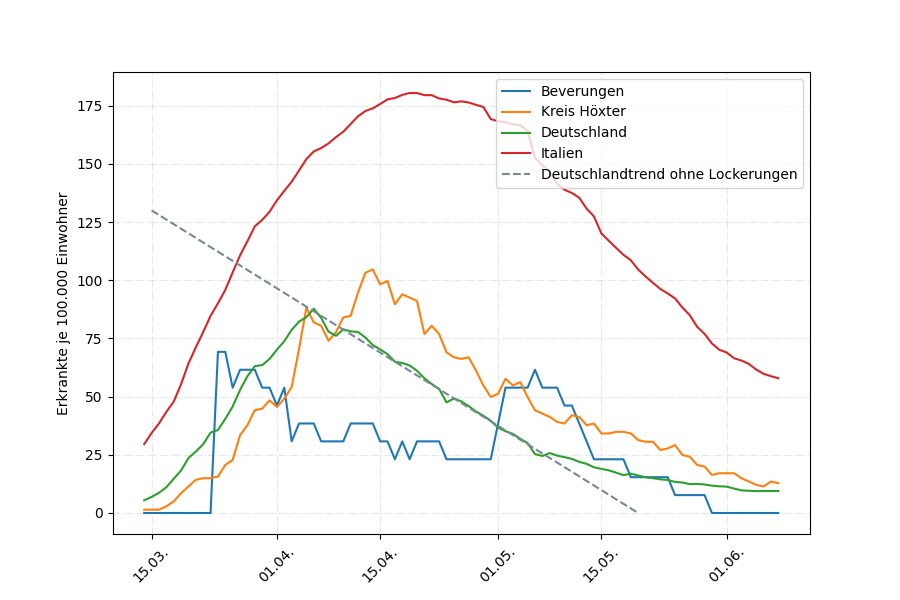 Erkrankte je 100.000 Einwohner
175
150
125
100
75
50
25
0
Beverungen
Kreis Höxter
Deutschland
Italien
Deutschlandtrend ohne Lockerungen
15.03.
01.04.
15.04.
01.05.
15.05.
01.06.